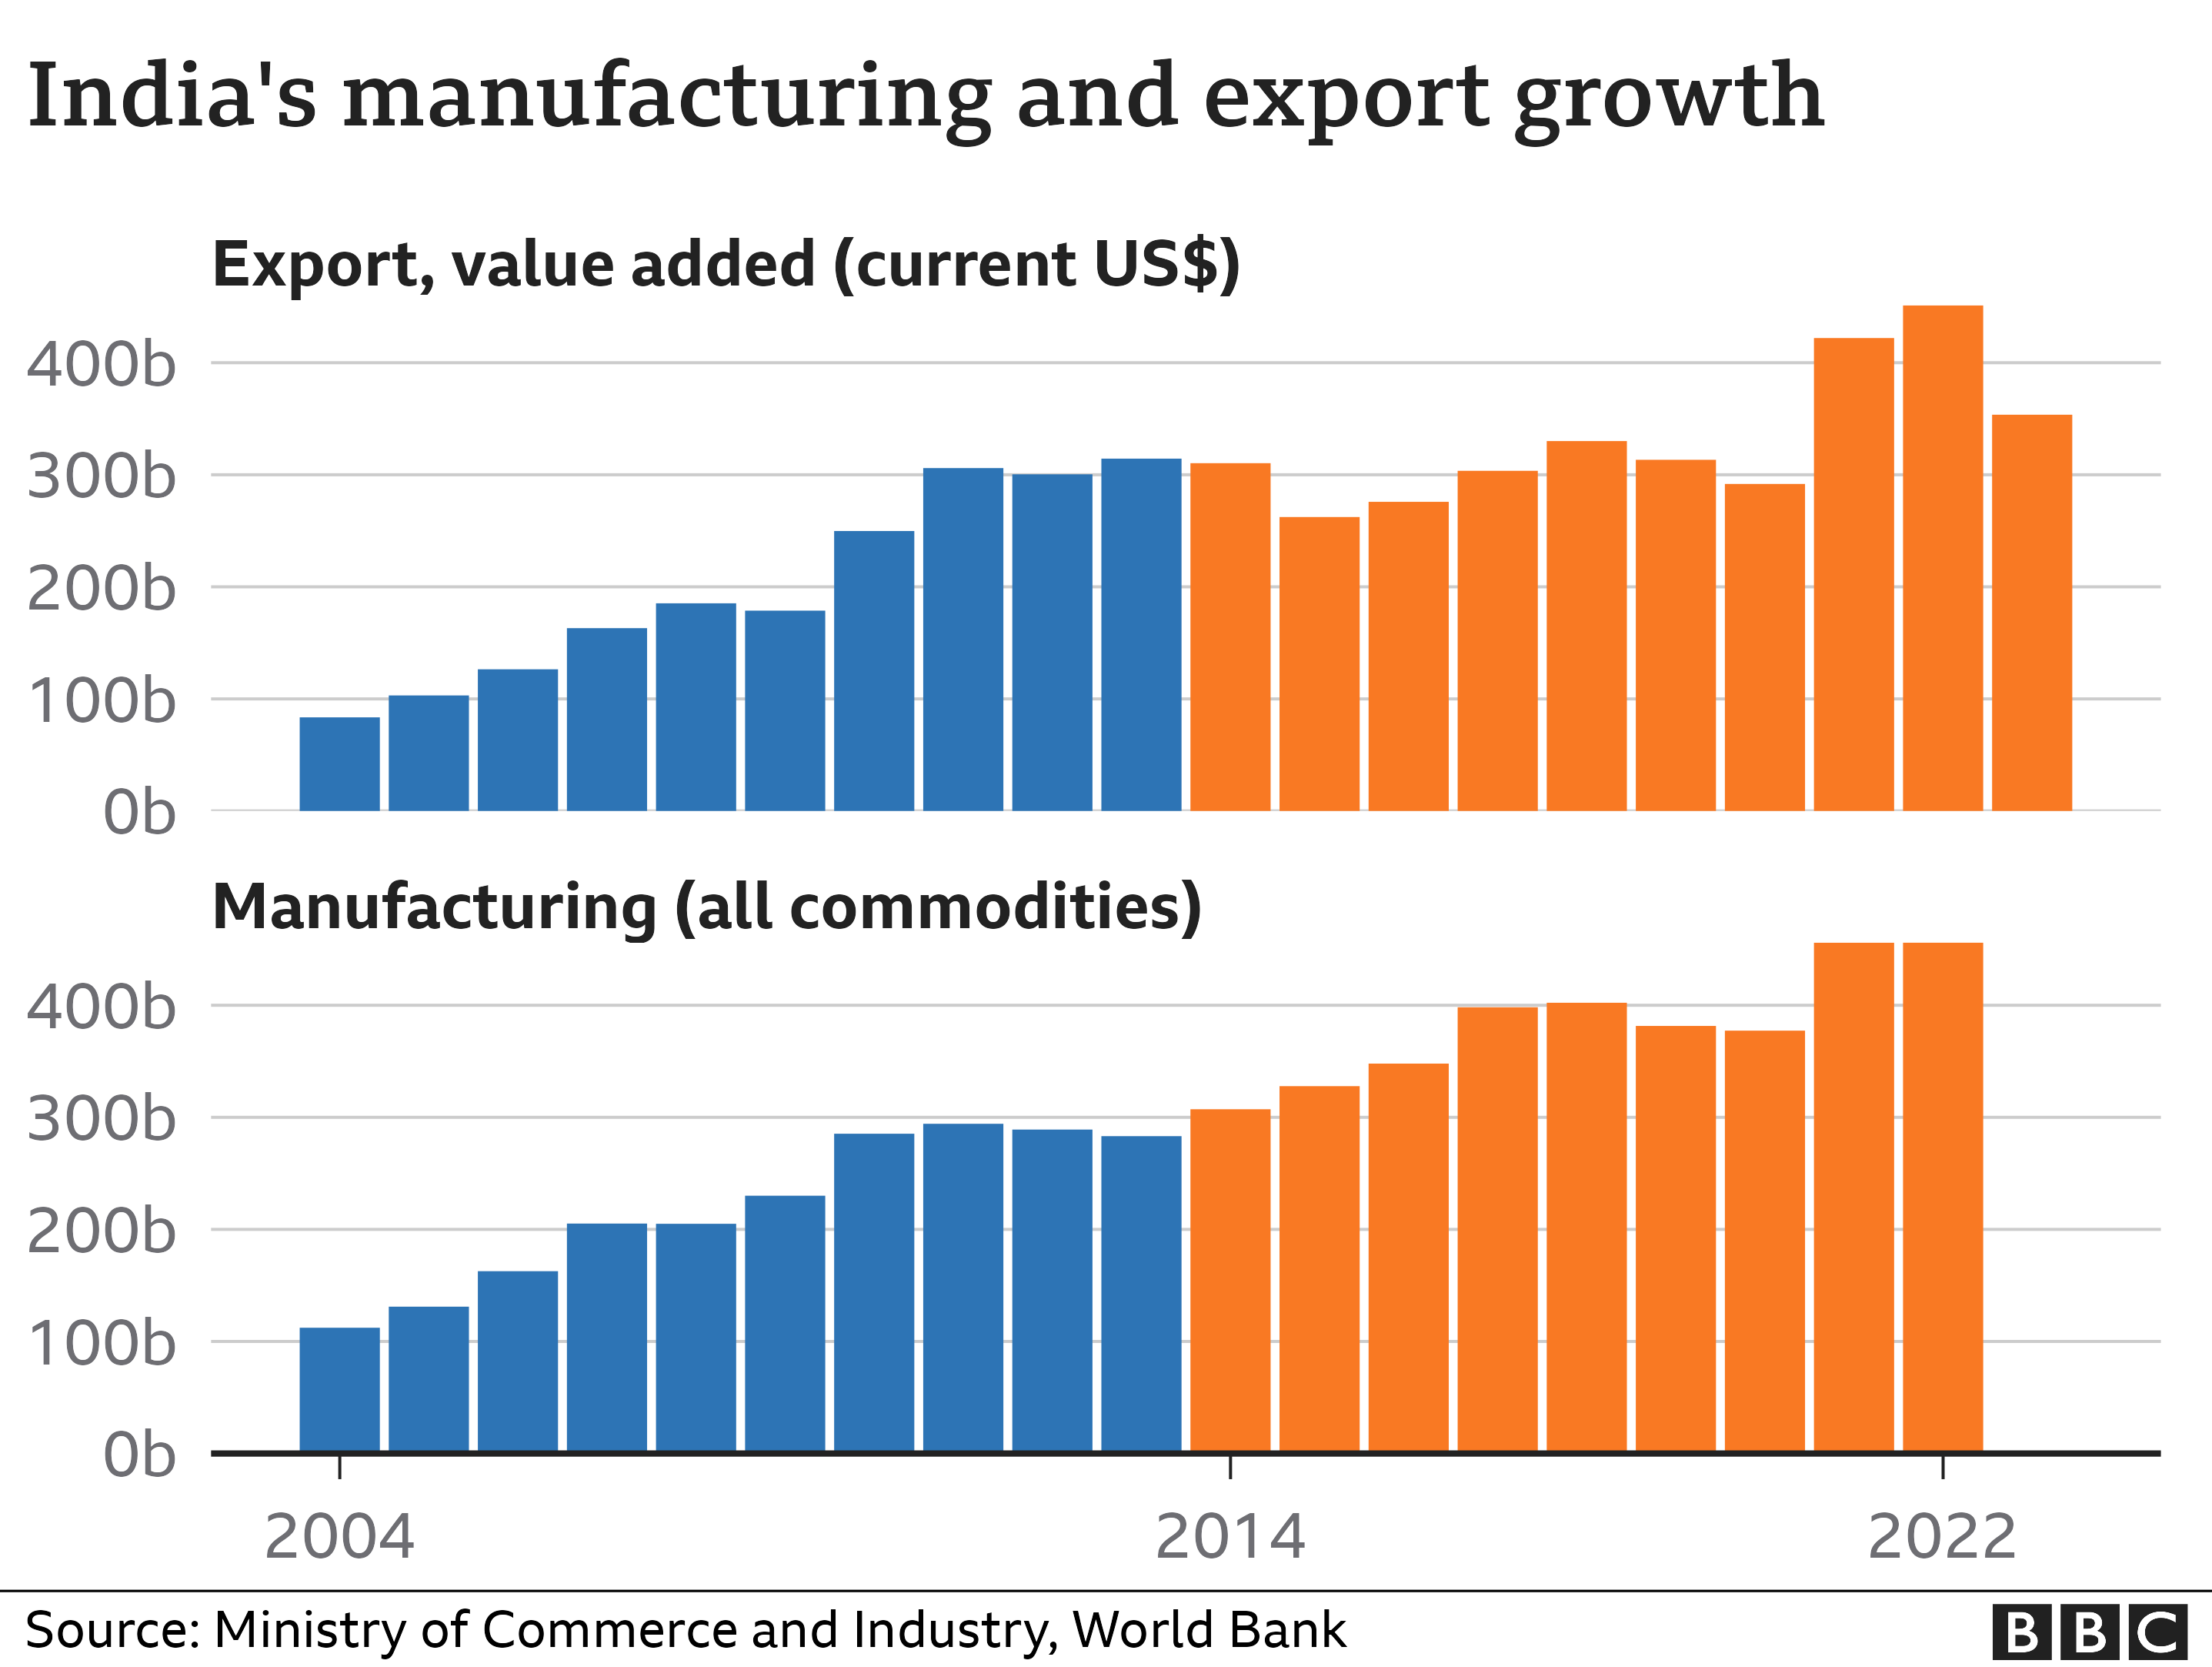 India's manufacturing and export growth
Export, value added (current US$)
400b
300b
200b
100b
0b
Manufacturing (all commodities)
400b
300b
200b
100b
0b
2004 2014 2022
Source: Ministry of Commerce and Industry, World Bank
BBC